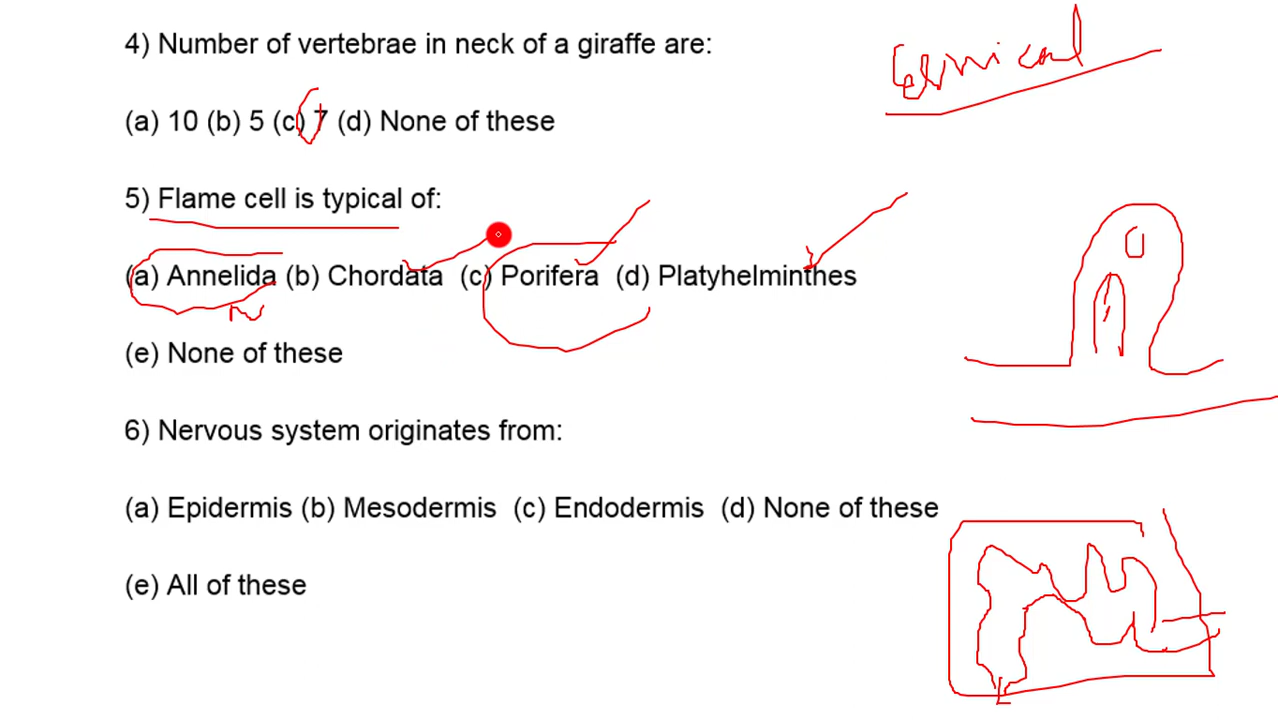 4) Number of vertebrae in neck of a giraffe are:
(a) 10 (b) 5 (c) 7 (d) None of these
5) Flame cell is typical of:
(a) Annelida (b) Chordata (c) Porifera (d) Platyhelminthes
(e) None of these
6) Nervous system originates from:
(a) Epidermis (b) Mesodermis (c) Endodermis (d) None of these
(e) All of these